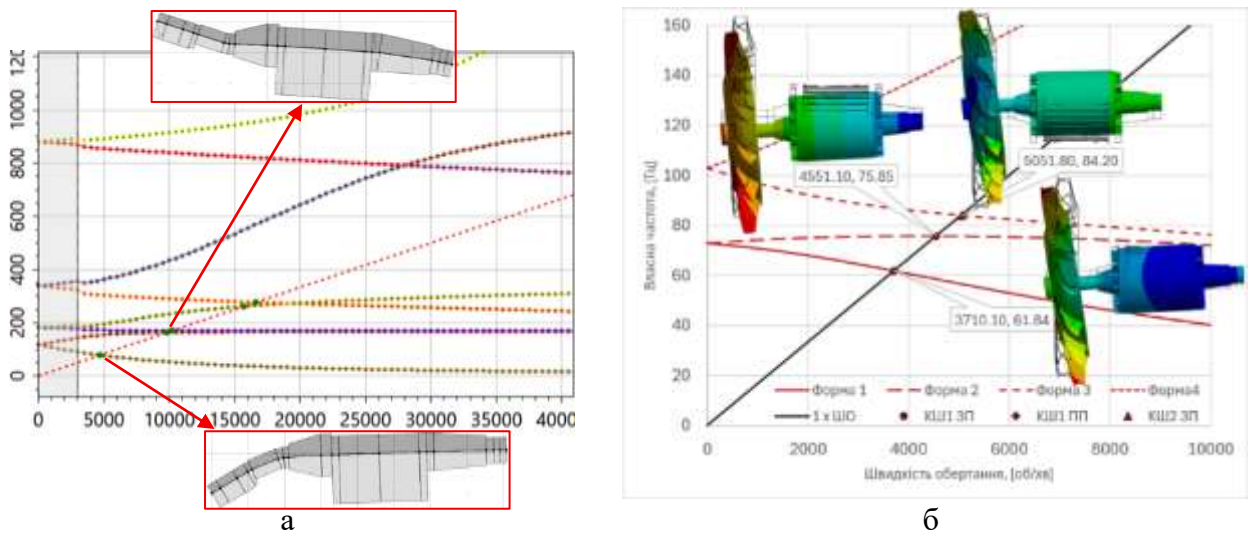 120
1000
800
600
400
200
0
0 5000 10000 15000 20000 25000 30000 35000 4000
а
160
140
120
100
80
60
40
20
0
0 2000 4000 6000 8000 10000
Власна частота, [Гц]
4551.10, 75.85
5051.80, 84.20
3710.10, 61.84
Форма 1 Форма 2 Форма 3 Форма4
1 x ШО КШ1 ЗП КШ1 ПП КШ2 ЗП
Швидкість обертання, [об/хв]
б